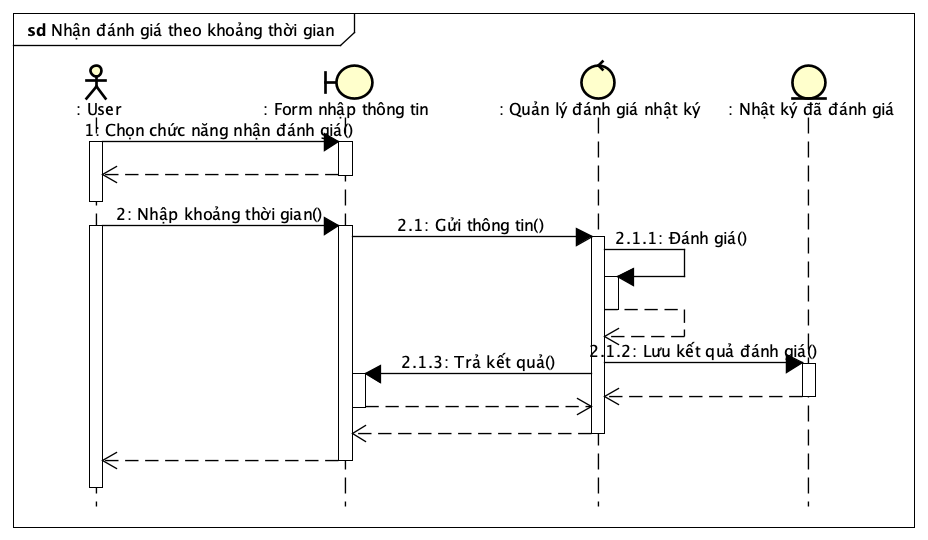 sd Nhận đánh giá theo khoảng thời gian
: User
: Form nhập thông tin
: Quản lý đánh giá nhật ký
: Nhật ký đã đánh giá
1: Chọn chức năng nhận đánh giá()
2: Nhập khoảng thời gian()
2.1: Gửi thông tin()
2.1.1: Đánh giá()
2.1.2: Lưu kết quả đánh giá()
2.1.3: Trả kết quả()